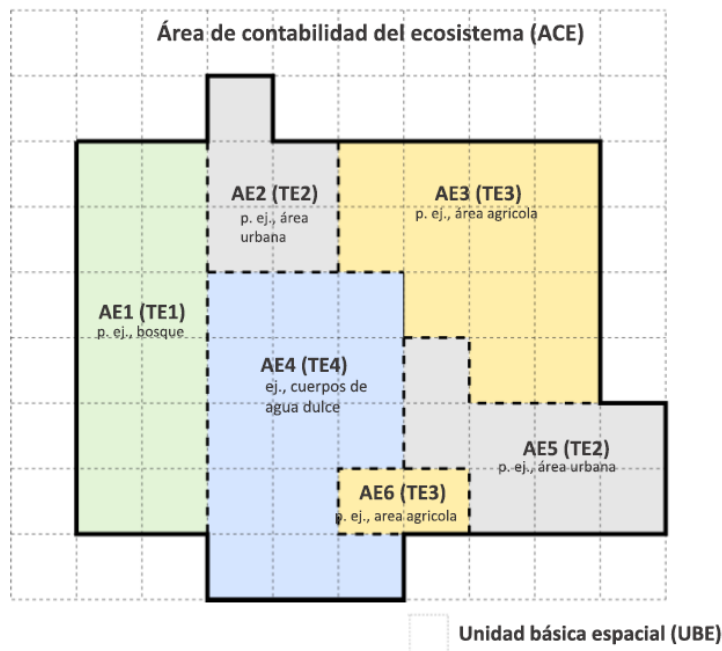 Área de contabilidad del ecosistema (ACE)
AE2 (TE2)
p. ej., área
urbana
AE3 (TE3)
p. ej., área agricola
AE1 (TE1)
p. ej., bosque
AE4 (TE4)
ej., cuerpos de
agua dulce
AE5 (TE2)
p. ej., área urbana
AE6 (TE3)
p. ej., area agricola
Unidad básica espacial (UBE)